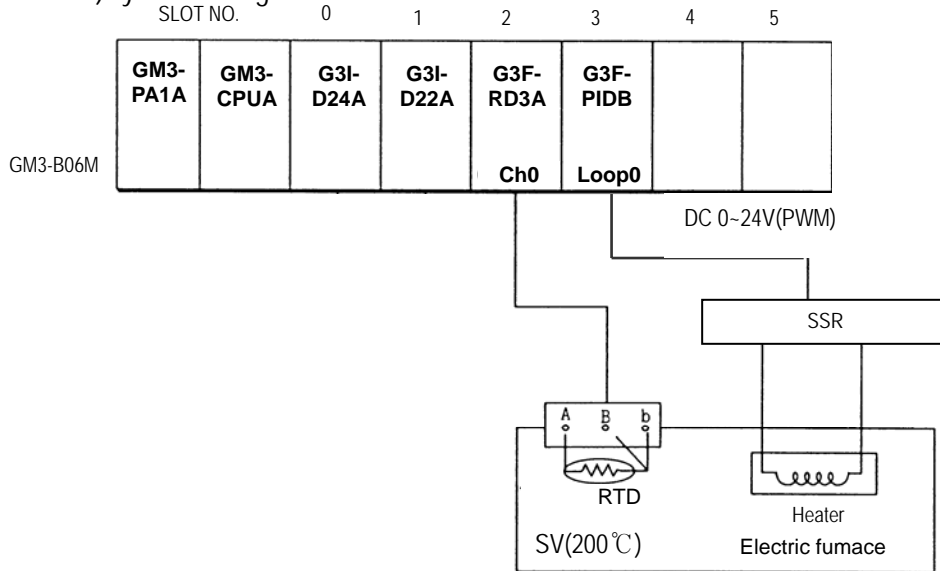 SLOT NO. 0 1 2 3 4 5
GM3-PA1A
GM3-CPUA
G3I-D24A
G3I-D22A
G3F-RD3A
G3F-PIDB
GM3-B06M
Ch0
Loop0
DC 0~24V(PWM)
SSR
A B b
RTD
Heater
SV(200℃)
Electric fumace